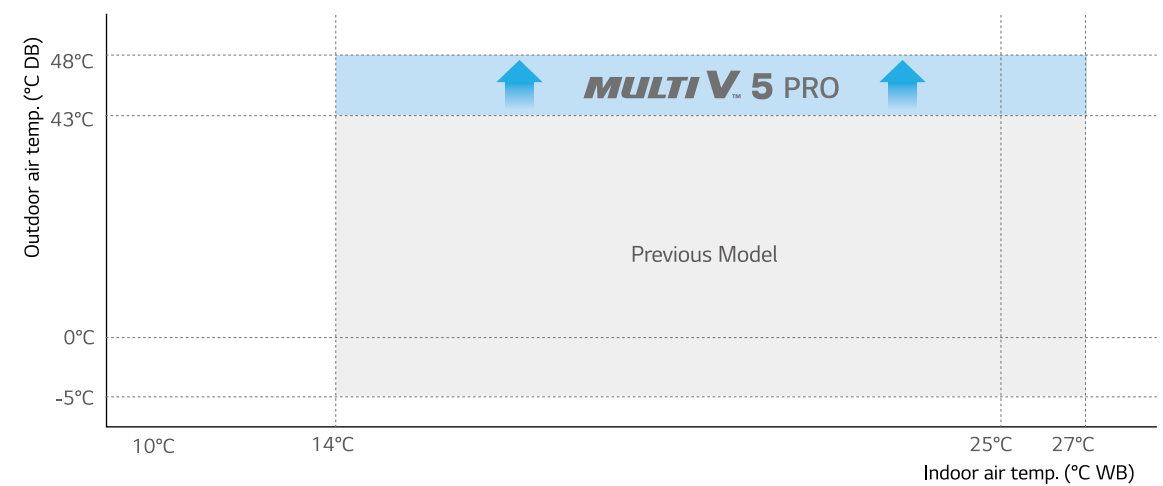 Outdoor air temp. (°C DB)
48°C
MULTI V™ 5 PRO
43°C
Previous Model
0°C
-5°C
10°C
14°C
25°C
27°C
Indoor air temp. (°C WB)